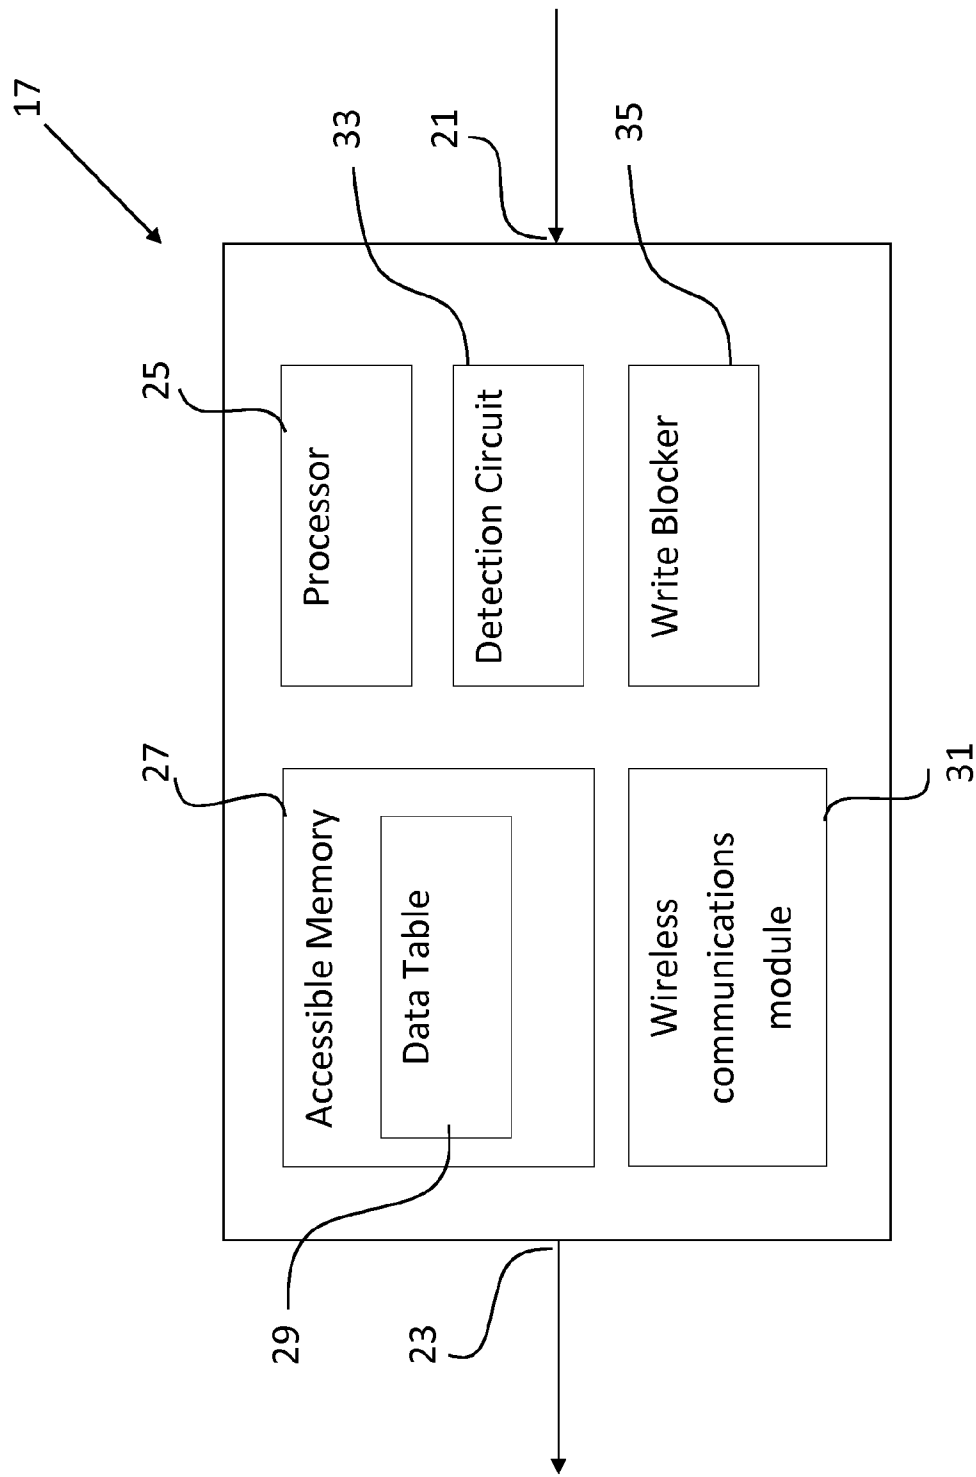 17
27
Accessible Memory
29
Data Table
25
Processor
33
Detection Circuit
23
21
Wireless
communications
module
31
Write Blocker
35